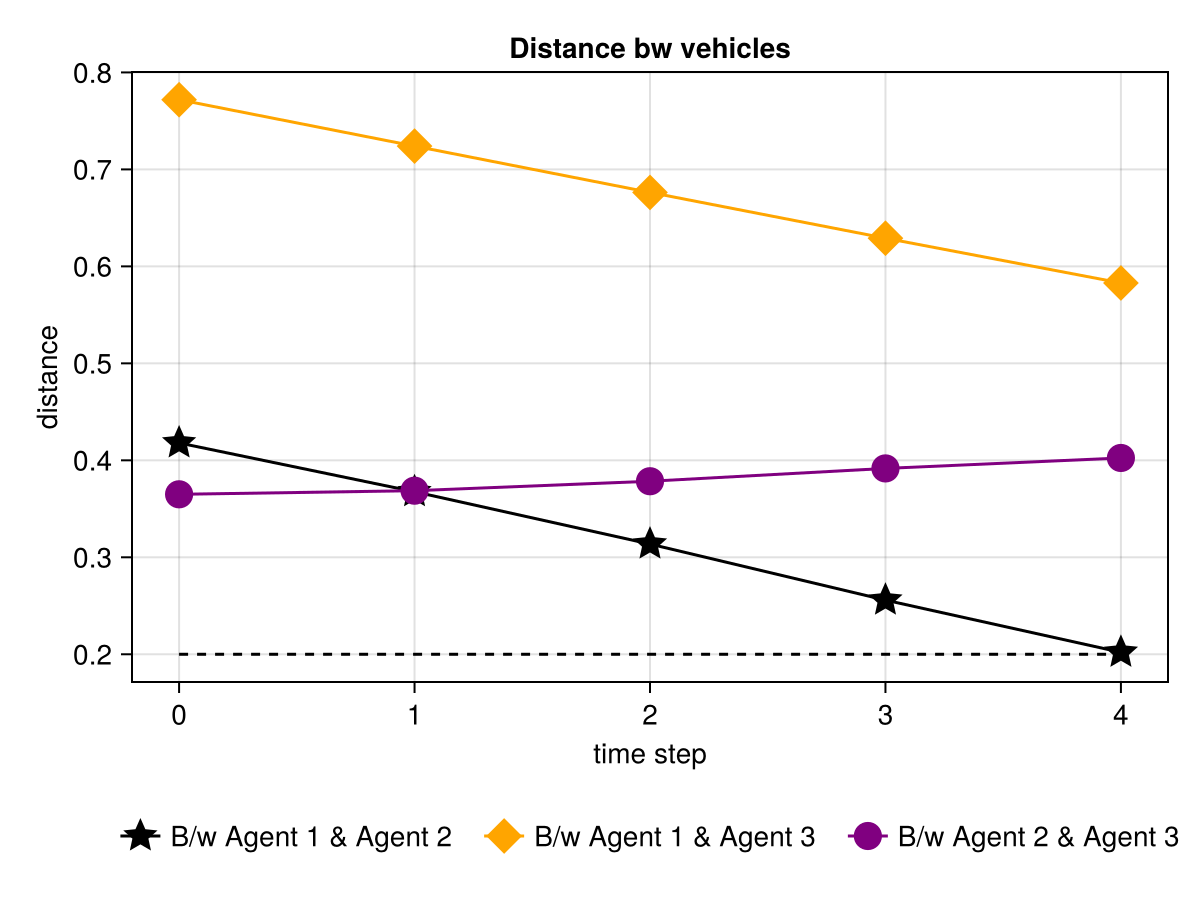 Distance bw vehicles
0.8
0.7
0.6
0.5
0.4
0.3
0.2
distance
0 1 2 3 4
time step
B/w Agent 1 & Agent 2 B/w Agent 1 & Agent 3 B/w Agent 2 & Agent 3